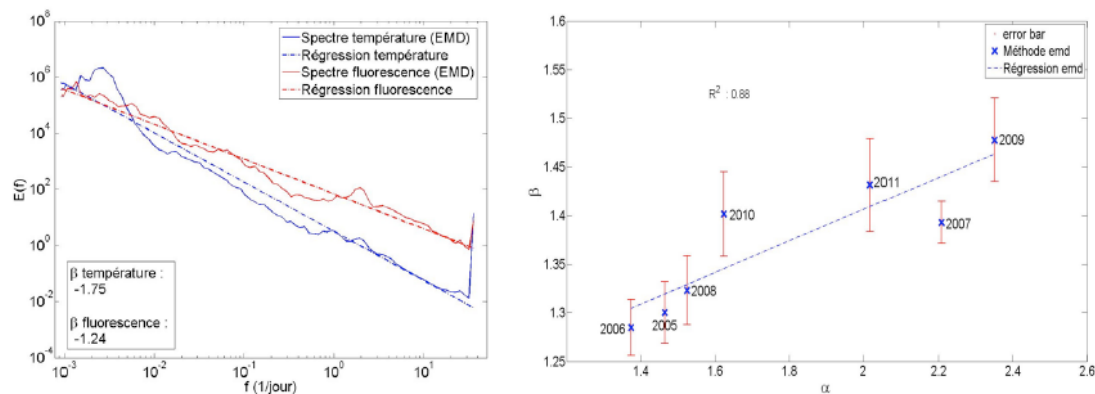 10^8
10^6
10^4
10^2
10^0
10^-2
10^-4
E(f)
Spectre température (EMD)
Régression température
Spectre fluorescence (EMD)
Régression fluorescence
β température :
-1.75
β fluorescence :
-1.24
10^-3 10^-2 10^-1 10^0 10^1
f (1/jour)
1.6
1.55
1.5
1.45
1.4
1.35
1.3
1.25
β
error bar
Méthode emd
Régression emd
R^2 : 0.68
2009
2011
2007
2010
2008
2005
2006
1.4 1.6 1.8 2 2.2 2.4 2.6
α